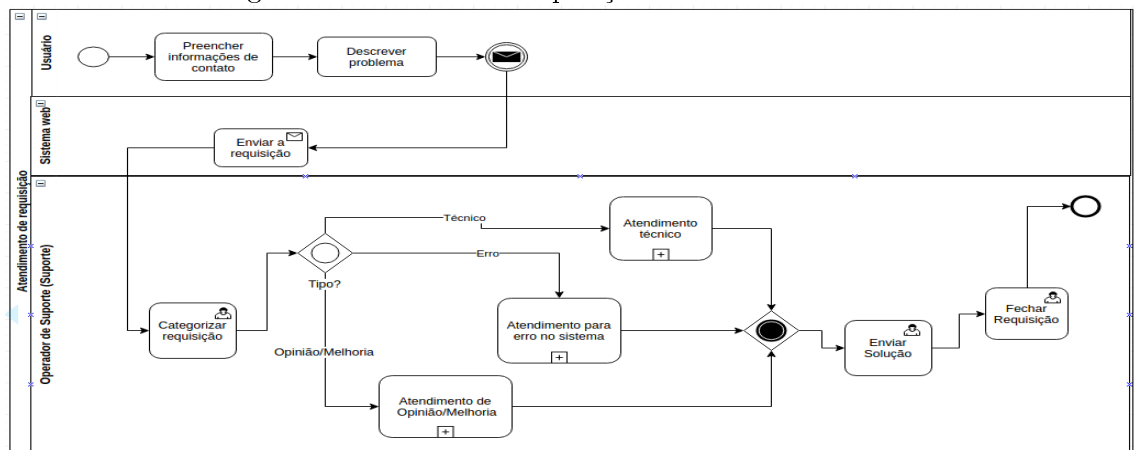 Atendimento de requisição
Usuário
Preencher
informações de
contato
Descrever
problema
Sistema web
Enviar a
requisição
Operador de Suporte (Suporte)
Categorizar
requisição
Tipo?
Técnico
Erro
Opinião/Melhoria
Atendimento
técnico
Atendimento para
erro no sistema
Atendimento de
Opinião/Melhoria
Enviar
Solução
Fechar
Requisição